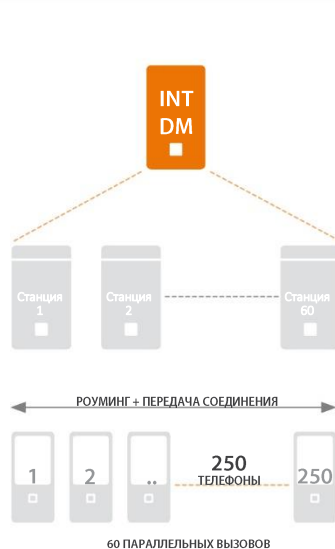 INT
DM
Станция
1
Станция
2
Станция
60
РОУМИНГ + ПЕРЕДАЧА СОЕДИНЕНИЯ
1
2
..
250
ТЕЛЕФОНЫ
250
60 ПАРАЛЛЕЛЬНЫХ ВЫЗОВОВ